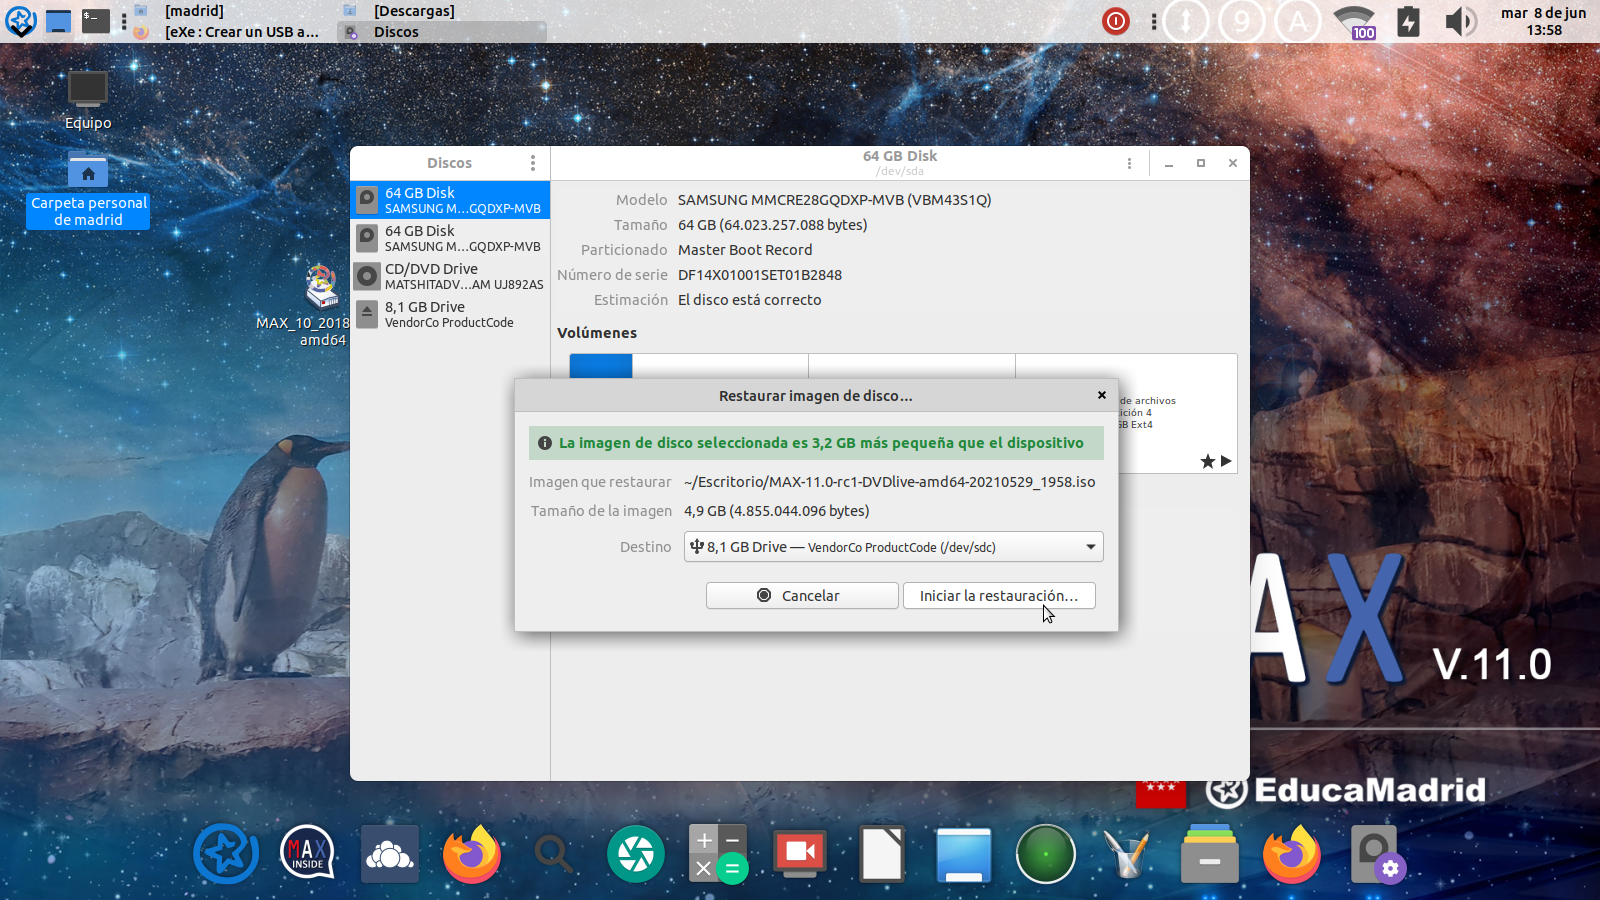 [madrid]
[Descargas]
[eXe : Crear un USB a...
Discos
9
A
100
mar 8 de jun
13:58
Equipo
Carpeta personal
de madrid
MAX_10_2018
amd64
Discos
64 GB Disk
/dev/sda
64 GB Disk
SAMSUNG M...GQDXP-MVB
64 GB Disk
SAMSUNG M...GQDXP-MVB
CD/DVD Drive
MATSHITADV...AM UJ892AS
8,1 GB Drive
VendorCo ProductCode
Modelo SAMSUNG MMCRE28GQDXP-MVB (VBM43S1Q)
Tamaño 64 GB (64.023.257.088 bytes)
Particionado Master Boot Record
Número de serie DF14X01001SET01B2848
Estimación El disco está correcto
Volúmenes
de archivos
ición 4
GB Ext4
Restaurar imagen de disco...
La imagen de disco seleccionada es 3,2 GB más pequeña que el dispositivo
Imagen que restaurar ~/Escritorio/MAX-11.0-rc1-DVDlive-amd64-20210529_1958.iso
Tamaño de la imagen 4,9 GB (4.855.044.096 bytes)
Destino 8,1 GB Drive — VendorCo ProductCode (/dev/sdc)
Cancelar
Iniciar la restauración...
AX
V.11.0
EducaMadrid
MAX
INSIDE